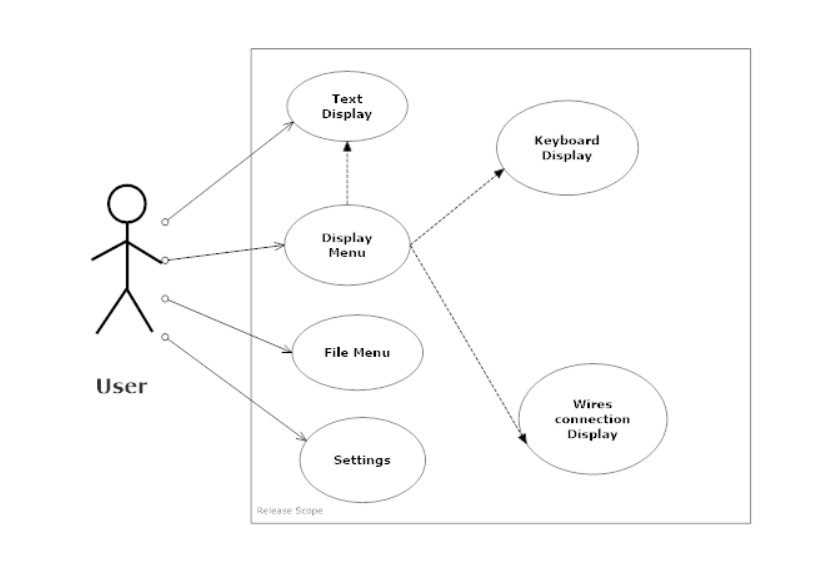 Text
Display
Keyboard
Display
Display
Menu
File Menu
User
Wires
connection
Display
Settings
Release Scope